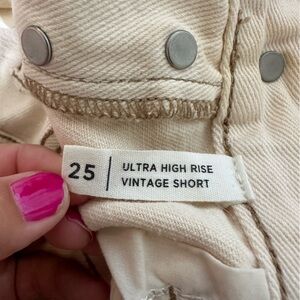 25 | ULTRA HIGH RISE
VINTAGE SHORT